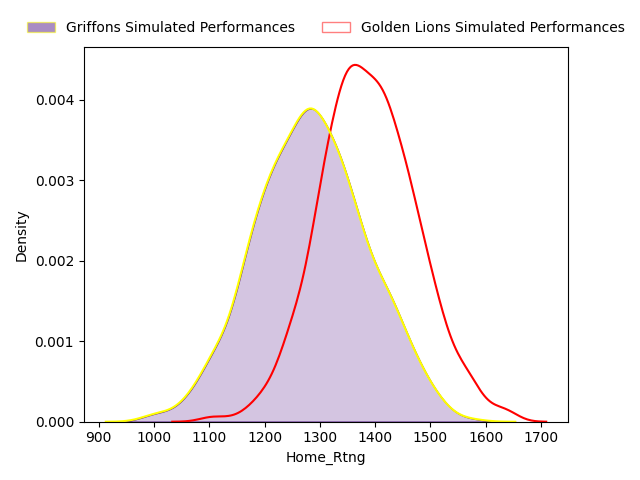 Griffons Simulated Performances Golden Lions Simulated Performances
0.004
0.003
0.002
0.001
0.000
Density
900 1000 1100 1200 1300 1400 1500 1600 1700
Home_Rtng